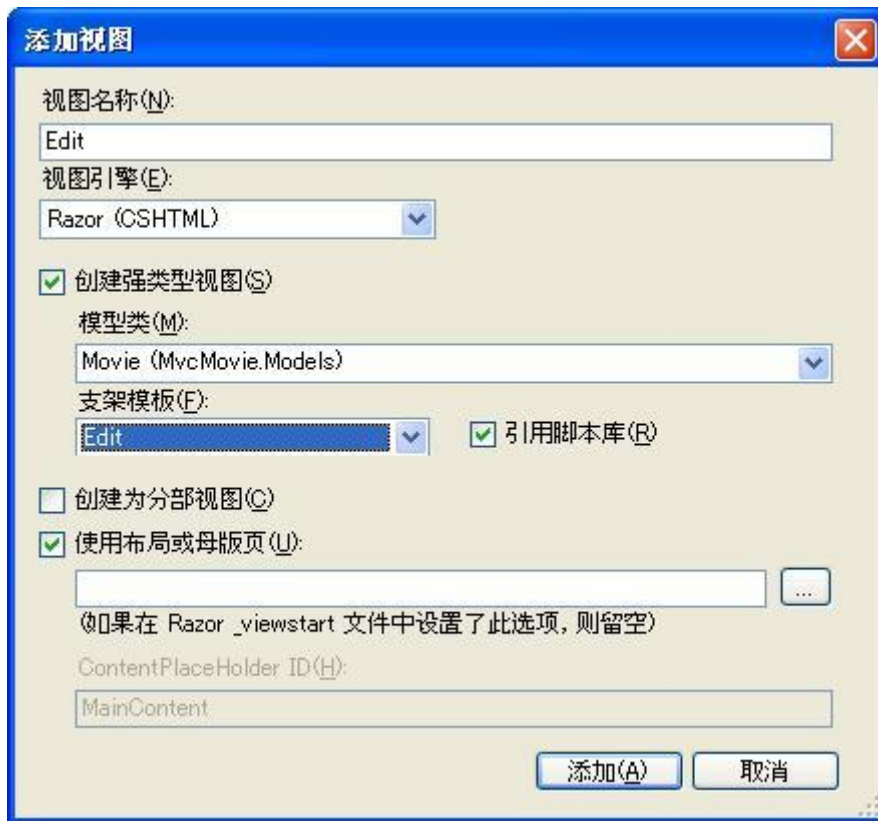 添加视图
视图名称(N):
Edit
视图引擎(E):
Razor (CSHTML)
创建强类型视图(S)
模型类(M):
Movie (MvcMovie.Models)
支架模板(F):
Edit 引用脚本库(R)
创建为分部视图(C)
使用布局或母版页(U):
...
(如果在 Razor _viewstart 文件中设置了此选项, 则留空)
ContentPlaceHolder ID(H):
MainContent
添加(A) 取消